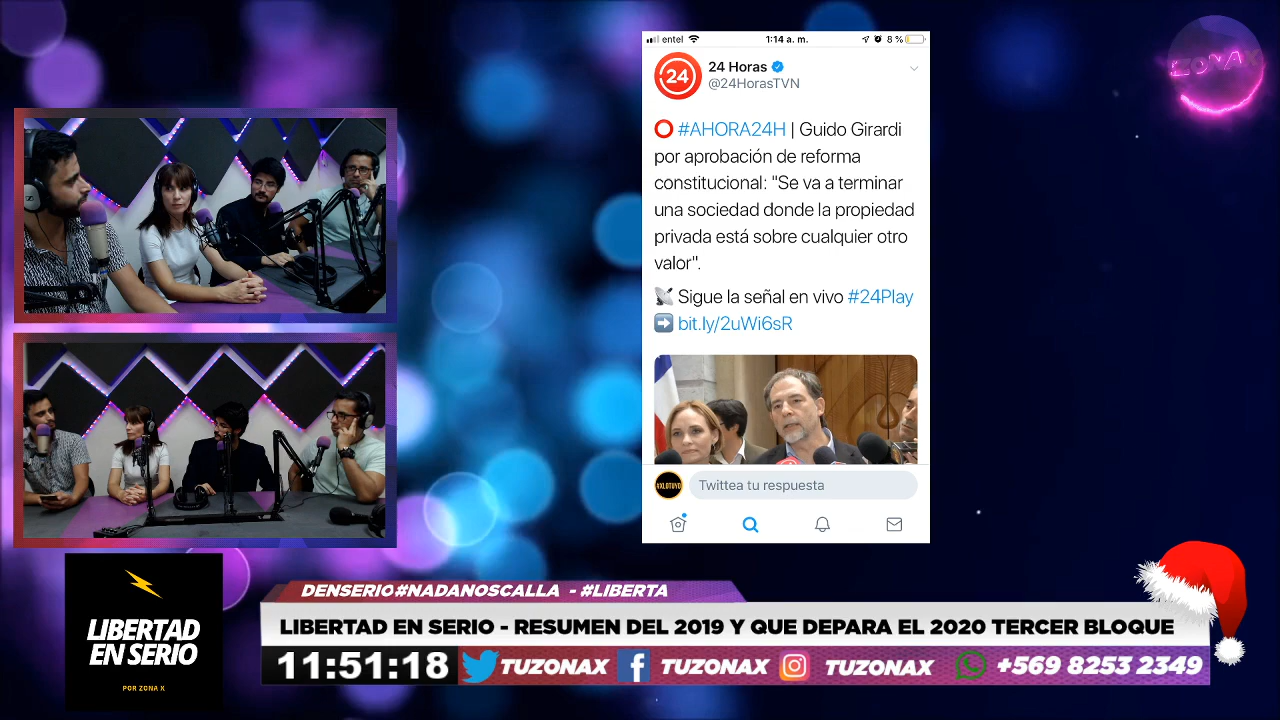 entel
1:14 a. m.
8 %
ZONA X
24
24 Horas
@24HorasTVN
#AHORA24H | Guido Girardi
por aprobación de reforma
constitucional: "Se va a terminar
una sociedad donde la propiedad
privada está sobre cualquier otro
valor".
Sigue la señal en vivo #24Play
bit.ly/2uWi6sR
#XLOTUYO
Twittea tu respuesta
DENSERIO#NADANOSCALLA - #LIBERTA
LIBERTAD EN SERIO - RESUMEN DEL 2019 Y QUE DEPARA EL 2020 TERCER BLOQUE
LIBERTAD
EN SERIO
POR ZONA X
11:51:18
TUZONAX
TUZONAX
TUZONAX
+569 8253 2349